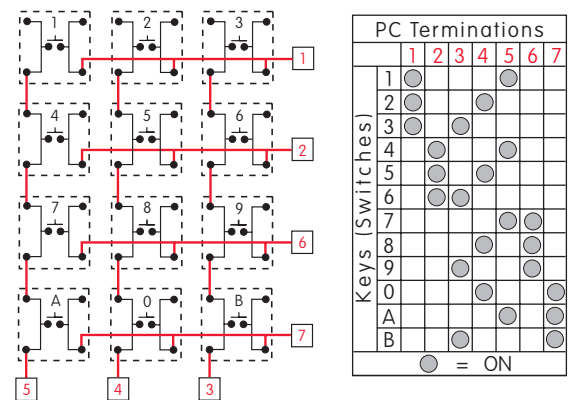 1 2 3
1
4 5 6
2
7 8 9
6
A 0 B
7
5 4 3
PC Terminations
1 2 3 4 5 6 7
Keys (Switches)
1
2
3
4
5
6
7
8
9
0
A
B
= ON